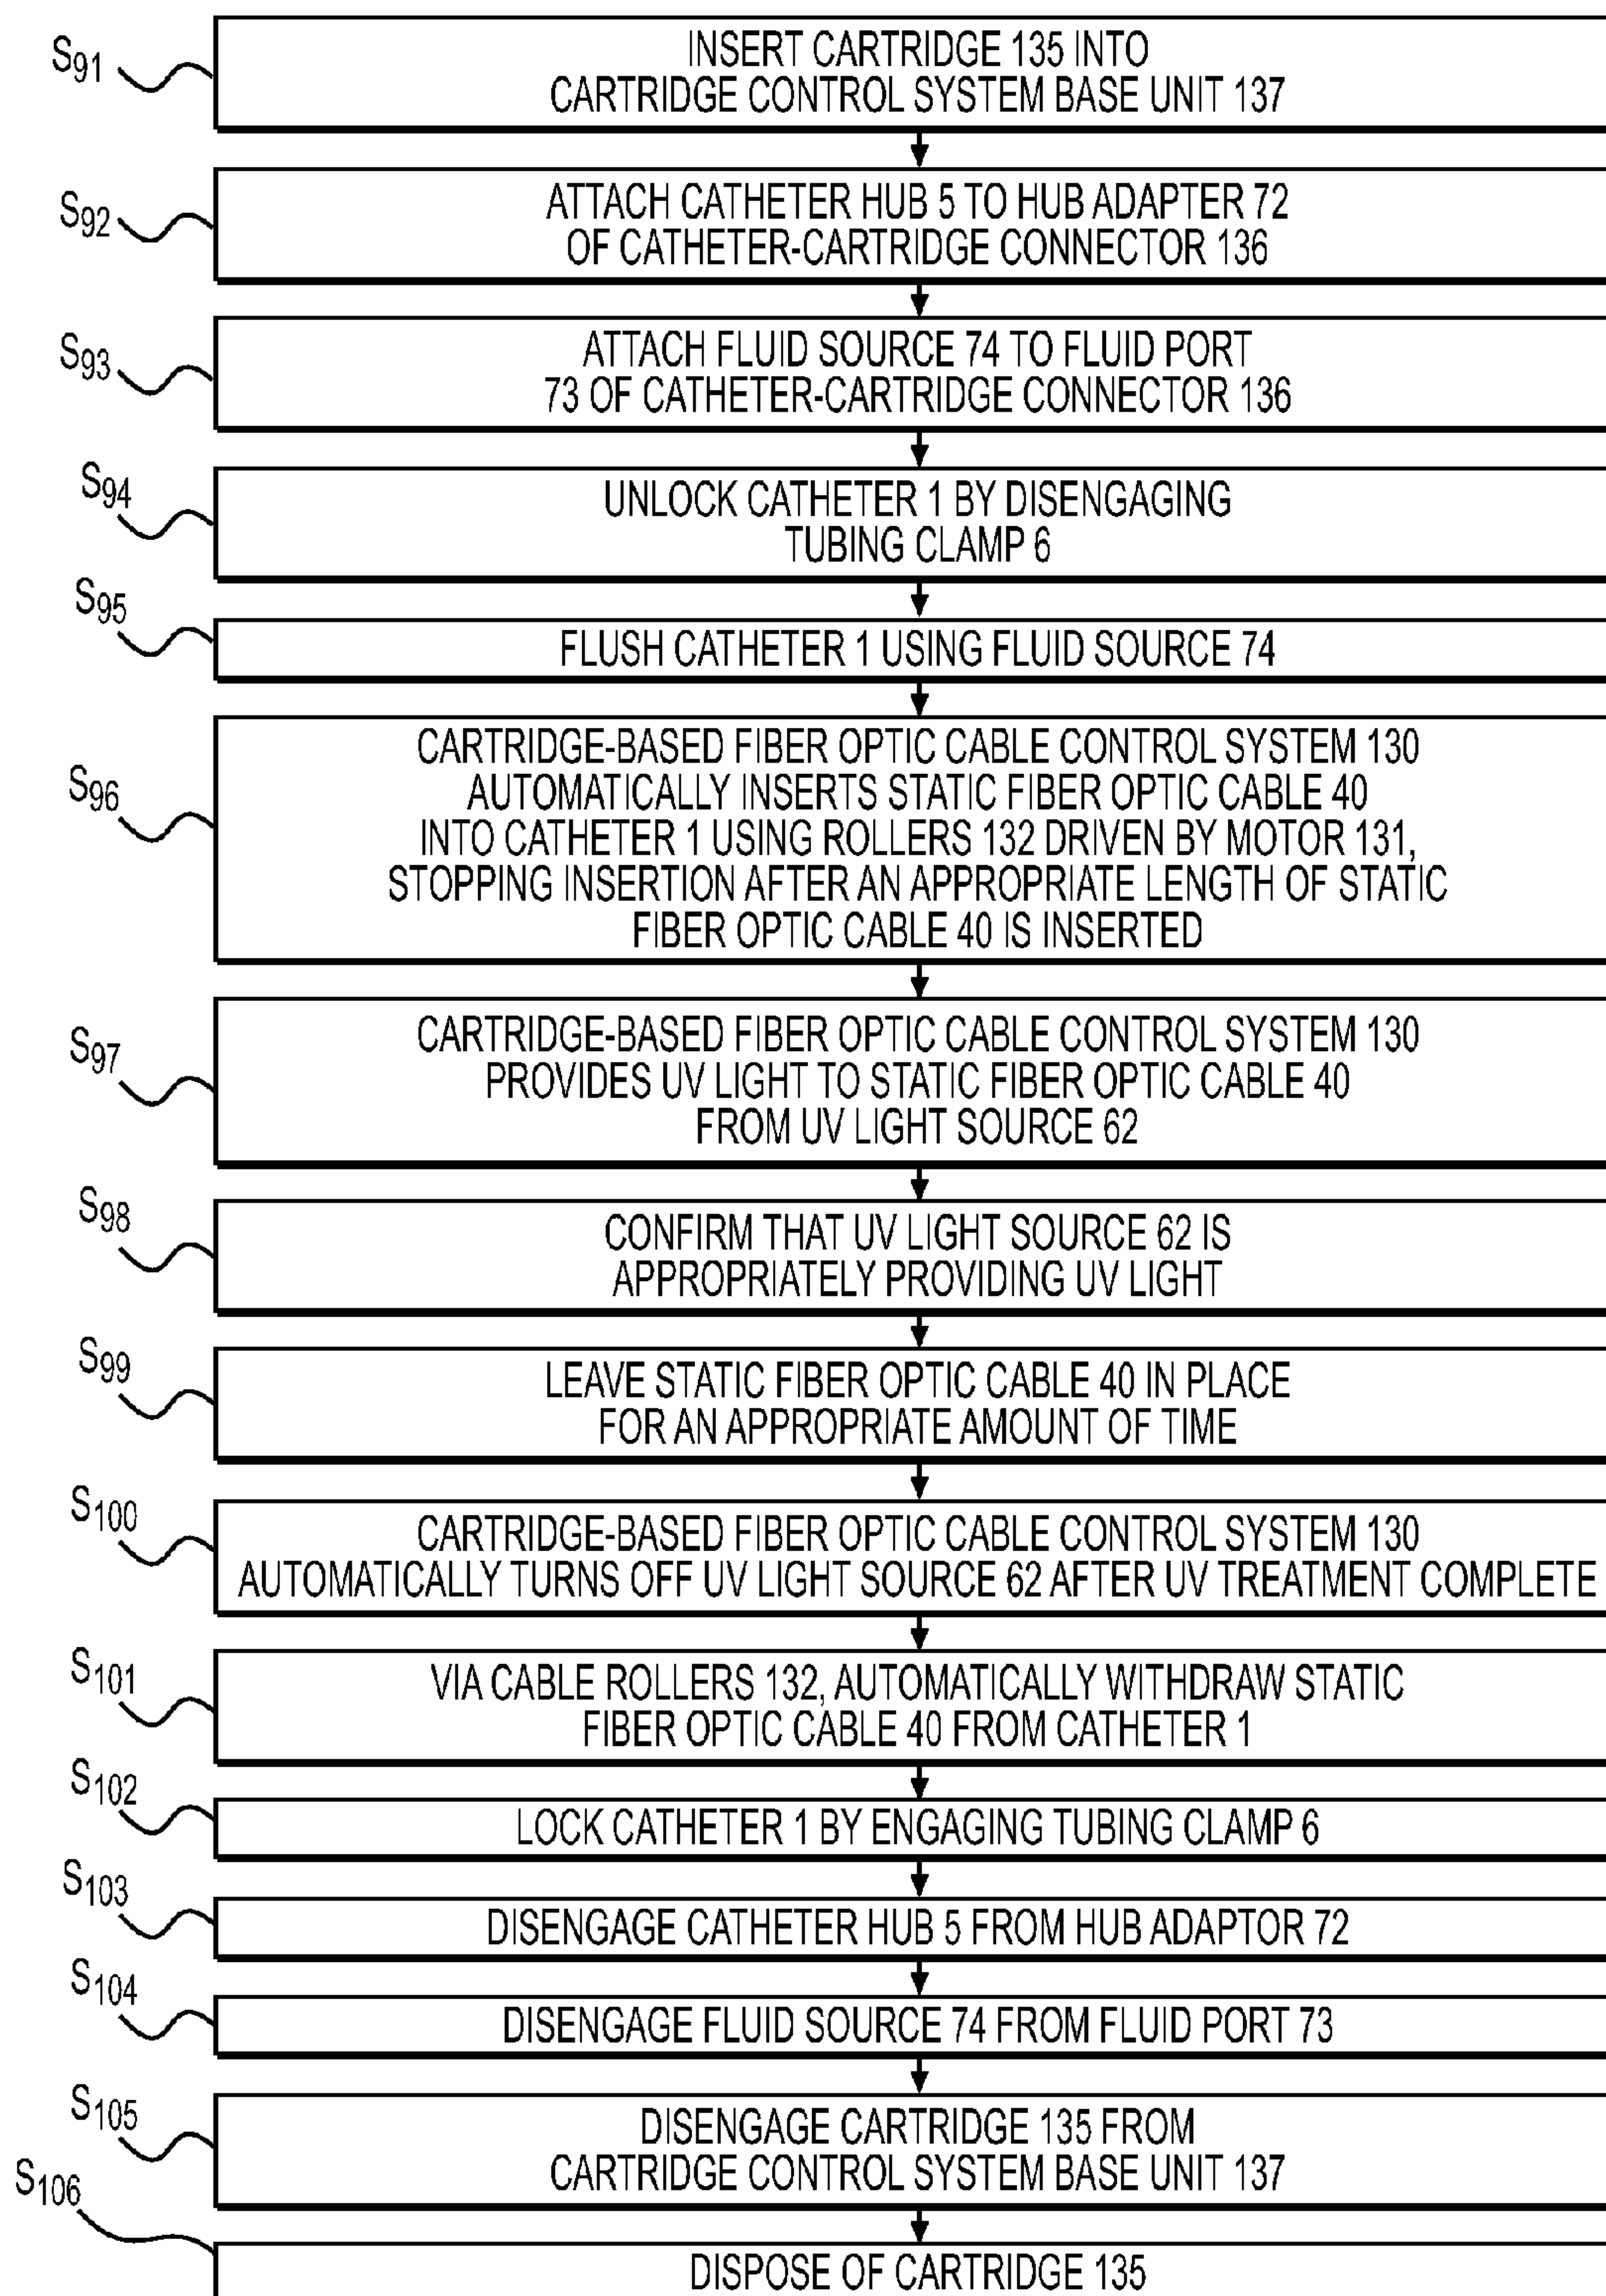 S91
INSERT CARTRIDGE 135 INTO
CARTRIDGE CONTROL SYSTEM BASE UNIT 137
S92
ATTACH CATHETER HUB 5 TO HUB ADAPTER 72
OF CATHETER-CARTRIDGE CONNECTOR 136
S93
ATTACH FLUID SOURCE 74 TO FLUID PORT
73 OF CATHETER-CARTRIDGE CONNECTOR 136
S94
UNLOCK CATHETER 1 BY DISENGAGING
TUBING CLAMP 6
S95
FLUSH CATHETER 1 USING FLUID SOURCE 74
S96
CARTRIDGE-BASED FIBER OPTIC CABLE CONTROL SYSTEM 130
AUTOMATICALLY INSERTS STATIC FIBER OPTIC CABLE 40
INTO CATHETER 1 USING ROLLERS 132 DRIVEN BY MOTOR 131,
STOPPING INSERTION AFTER AN APPROPRIATE LENGTH OF STATIC
FIBER OPTIC CABLE 40 IS INSERTED
S97
CARTRIDGE-BASED FIBER OPTIC CABLE CONTROL SYSTEM 130
PROVIDES UV LIGHT TO STATIC FIBER OPTIC CABLE 40
FROM UV LIGHT SOURCE 62
S98
CONFIRM THAT UV LIGHT SOURCE 62 IS
APPROPRIATELY PROVIDING UV LIGHT
S99
LEAVE STATIC FIBER OPTIC CABLE 40 IN PLACE
FOR AN APPROPRIATE AMOUNT OF TIME
S100
CARTRIDGE-BASED FIBER OPTIC CABLE CONTROL SYSTEM 130
AUTOMATICALLY TURNS OFF UV LIGHT SOURCE 62 AFTER UV TREATMENT COMPLETE
S101
VIA CABLE ROLLERS 132, AUTOMATICALLY WITHDRAW STATIC
FIBER OPTIC CABLE 40 FROM CATHETER 1
S102
LOCK CATHETER 1 BY ENGAGING TUBING CLAMP 6
S103
DISENGAGE CATHETER HUB 5 FROM HUB ADAPTOR 72
S104
DISENGAGE FLUID SOURCE 74 FROM FLUID PORT 73
S105
DISENGAGE CARTRIDGE 135 FROM
CARTRIDGE CONTROL SYSTEM BASE UNIT 137
S106
DISPOSE OF CARTRIDGE 135